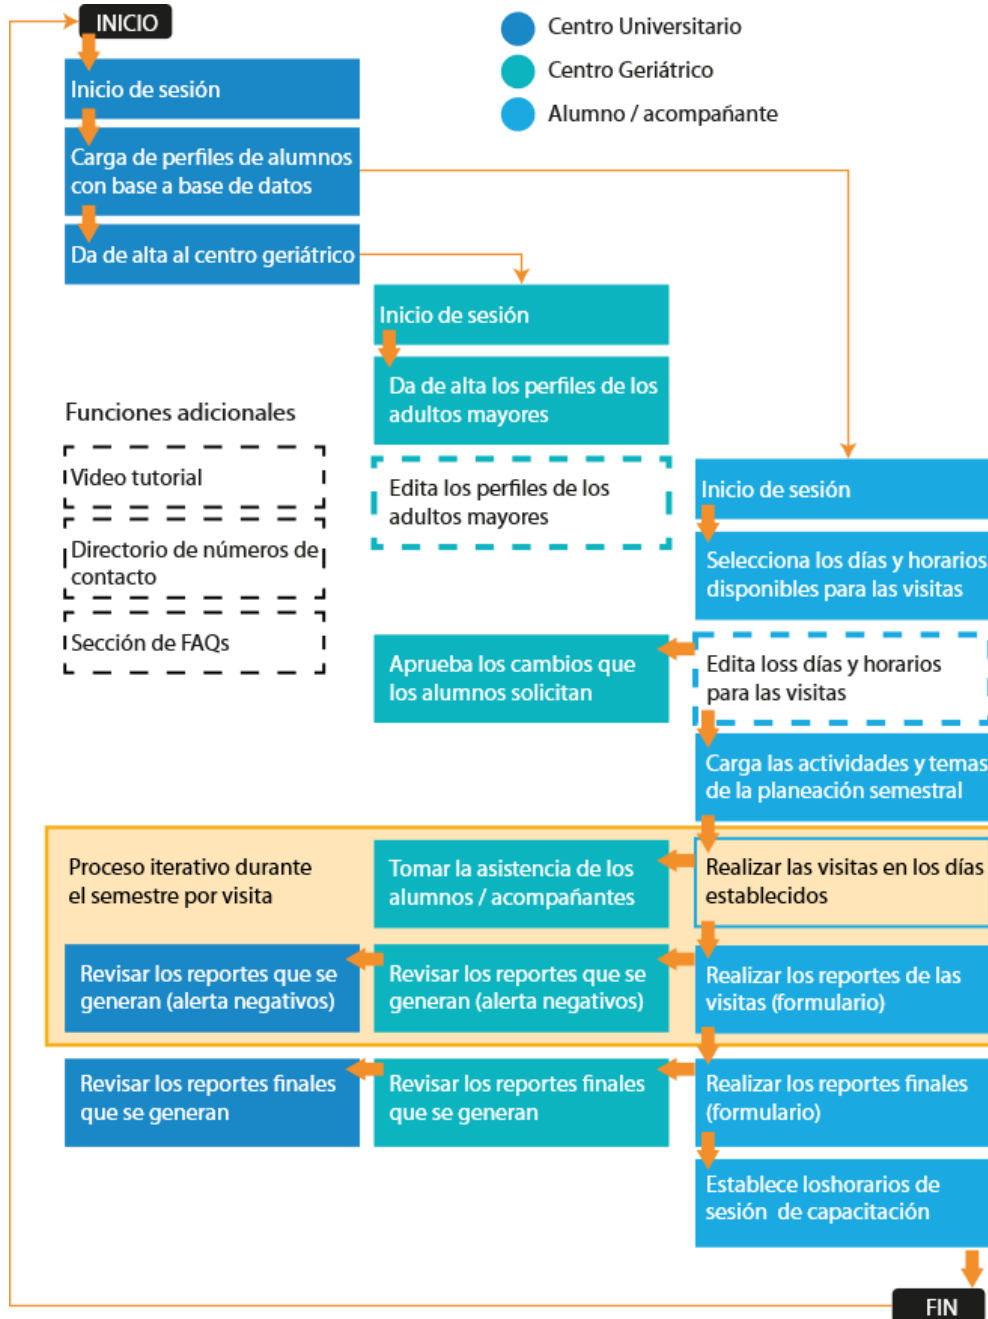 INICIO
Centro Universitario
Centro Geriátrico
Alumno / acompañante
Inicio de sesión
Carga de perfiles de alumnos
con base a base de datos
Da de alta al centro geriátrico
Inicio de sesión
Da de alta los perfiles de los
adultos mayores
Edita los perfiles de los
adultos mayores
Funciones adicionales
Video tutorial
Directorio de números de
contacto
Sección de FAQs
Inicio de sesión
Selecciona los días y horarios
disponibles para las visitas
Aprueba los cambios que
los alumnos solicitan
Edita loss días y horarios
para las visitas
Carga las actividades y temas
de la planeación semestral
Proceso iterativo durante
el semestre por visita
Tomar la asistencia de los
alumnos / acompañantes
Realizar las visitas en los días
establecidos
Revisar los reportes que se
generan (alerta negativos)
Revisar los reportes que se
generan (alerta negativos)
Realizar los reportes de las
visitas (formulario)
Revisar los reportes finales
que se generan
Revisar los reportes finales
que se generan
Realizar los reportes finales
(formulario)
Establece loshorarios de
sesión de capacitación
FIN